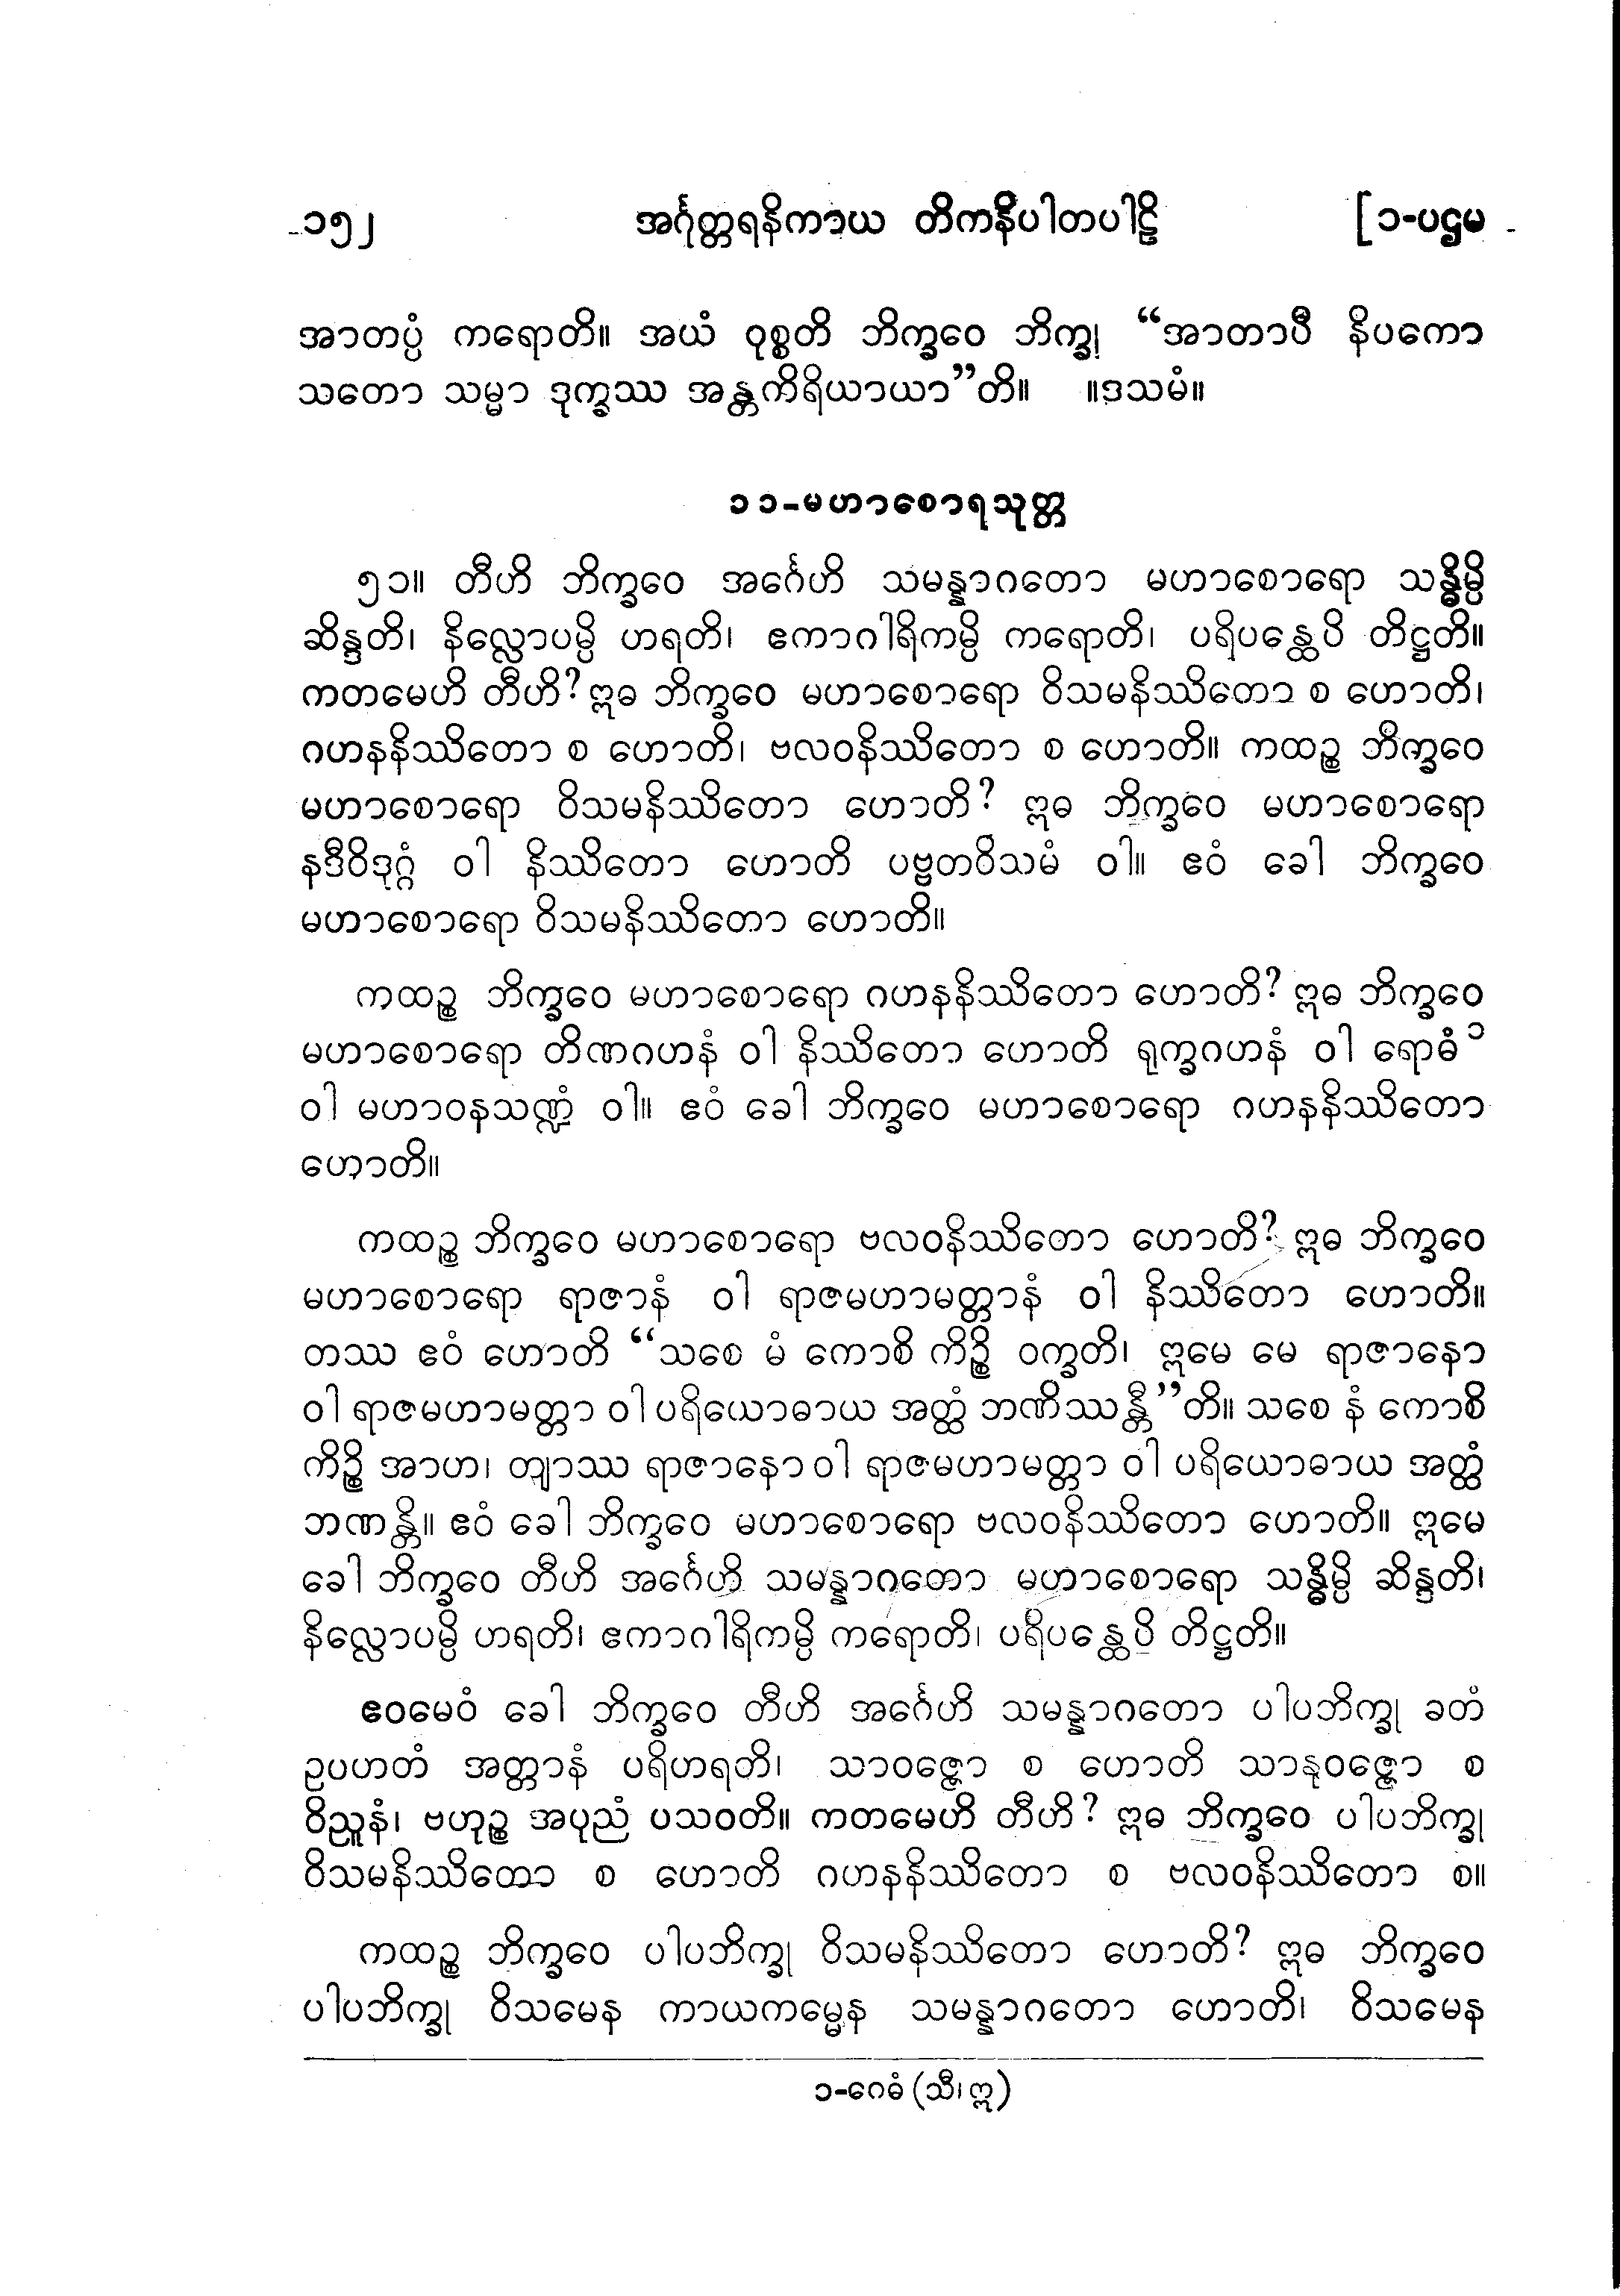 ၁၅၂ အင်္ဂုတ္တရနိကာယ တိကနိပါတပါဠိ [၁-ပဌမ
အာတပ္ပံ ကရောတိ။ အယံ ဝုစ္စတိ ဘိက္ခဝေ ဘိက္ခု “အာတာပီ နိပကော
သတော သမ္မာ ဒုက္ခဿ အန္တကိရိယာယာ”တိ။ ။ဒသမံ။
၁၁-မဟာစောရသုတ္တ
၅၁။ တီဟိ ဘိက္ခဝေ အင်္ဂေဟိ သမန္နာဂတော မဟာစောရော သန္ဓိမ္ပိ
ဆိန္ဒတိ၊ နိလ္လောပမ္ပိ ဟရတိ၊ ဧကာဂါရိကမ္ပိ ကရောတိ၊ ပရိပန္ထေပိ တိဋ္ဌတိ။
ကတမေဟိ တီဟိ? ဣဓ ဘိက္ခဝေ မဟာစောရော ဝိသမနိဿိတော စ ဟောတိ၊
ဂဟနနိဿိတော စ ဟောတိ၊ ဗလဝနိဿိတော စ ဟောတိ။ ကထဉ္စ ဘိက္ခဝေ
မဟာစောရော ဝိသမနိဿိတော ဟောတိ? ဣဓ ဘိက္ခဝေ မဟာစောရော
နဒီဝိဒုဂ္ဂံ ဝါ နိဿိတော ဟောတိ ပဗ္ဗတဝိသမံ ဝါ။ ဧဝံ ခေါ ဘိက္ခဝေ
မဟာစောရော ဝိသမနိဿိတော ဟောတိ။
ကထဉ္စ ဘိက္ခဝေ မဟာစောရော ဂဟနနိဿိတော ဟောတိ? ဣဓ ဘိက္ခဝေ
မဟာစောရော တိဏဂဟနံ ဝါ နိဿိတော ဟောတိ ရုက္ခဂဟနံ ဝါ ရောဓံ ၁
ဝါ မဟာဝနသဏ္ဍံ ဝါ။ ဧဝံ ခေါ ဘိက္ခဝေ မဟာစောရော ဂဟနနိဿိတော
ဟောတိ။
ကထဉ္စ ဘိက္ခဝေ မဟာစောရော ဗလဝနိဿိတော ဟောတိ? ဣဓ ဘိက္ခဝေ
မဟာစောရော ရာဇာနံ ဝါ ရာဇမဟာမတ္တာနံ ဝါ နိဿိတော ဟောတိ။
တဿ ဧဝံ ဟောတိ “သစေ မံ ကောစိ ကိဉ္စိ ဝက္ခတိ၊ ဣမေ မေ ရာဇာနော
ဝါ ရာဇမဟာမတ္တာ ဝါ ပရိယောဓာယ အတ္ထံ ဘဏိဿန္တီ”တိ။ သစေ နံ ကောစိ
ကိဉ္စိ အာဟ၊ တျာဿ ရာဇာနော ဝါ ရာဇမဟာမတ္တာ ဝါ ပရိယောဓာယ အတ္ထံ
ဘဏန္တိ။ ဧဝံ ခေါ ဘိက္ခဝေ မဟာစောရော ဗလဝနိဿိတော ဟောတိ။ ဣမေ
ခေါ ဘိက္ခဝေ တီဟိ အင်္ဂေဟိ သမန္နာဂတော မဟာစောရော သန္ဓိမ္ပိ ဆိန္ဒတိ၊
နိလ္လောပမ္ပိ ဟရတိ၊ ဧကာဂါရိကမ္ပိ ကရောတိ၊ ပရိပန္ထေပိ တိဋ္ဌတိ။
ဧဝမေဝံ ခေါ ဘိက္ခဝေ တီဟိ အင်္ဂေဟိ သမန္နာဂတော ပါပဘိက္ခု ခတံ
ဥပဟတံ အတ္တာနံ ပရိဟရတိ၊ သာဝဇ္ဇော စ ဟောတိ သာနုဝဇ္ဇော စ
ဝိညူနံ၊ ဗဟုဉ္စ အပုညံ ပသဝတိ။ ကတမေဟိ တီဟိ? ဣဓ ဘိက္ခဝေ ပါပဘိက္ခု
ဝိသမနိဿိတော စ ဟောတိ ဂဟနနိဿိတော စ ဗလဝနိဿိတော စ။
ကထဉ္စ ဘိက္ခဝေ ပါပဘိက္ခု ဝိသမနိဿိတော ဟောတိ? ဣဓ ဘိက္ခဝေ
ပါပဘိက္ခု ဝိသမေန ကာယကမ္မေန သမန္နာဂတော ဟောတိ၊ ဝိသမေန
၁-ဂေဓံ (သီ၊ ဣ)